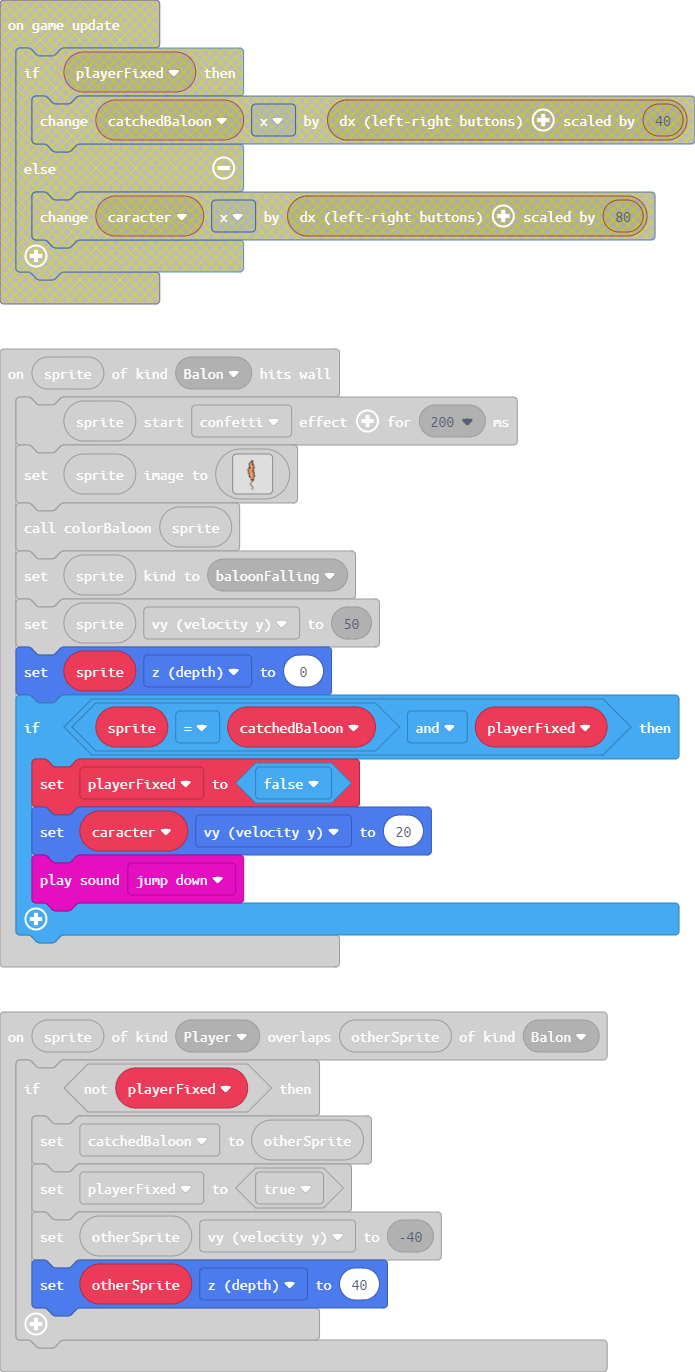 on game update
if playerFixed then
change catchedBaloon x by dx (left-right buttons) scaled by 40
else
change caracter x by dx (left-right buttons) scaled by 80
on sprite of kind Balon hits wall
sprite start confetti effect for 200 ms
set sprite image to
call colorBaloon sprite
set sprite kind to baloonFalling
set sprite vy (velocity y) to 50
set sprite z (depth) to 0
if sprite = catchedBaloon and playerFixed then
set playerFixed to false
set caracter vy (velocity y) to 20
play sound jump down
on sprite of kind Player overlaps otherSprite of kind Balon
if not playerFixed then
set catchedBaloon to otherSprite
set playerFixed to true
set otherSprite vy (velocity y) to -40
set otherSprite z (depth) to 40